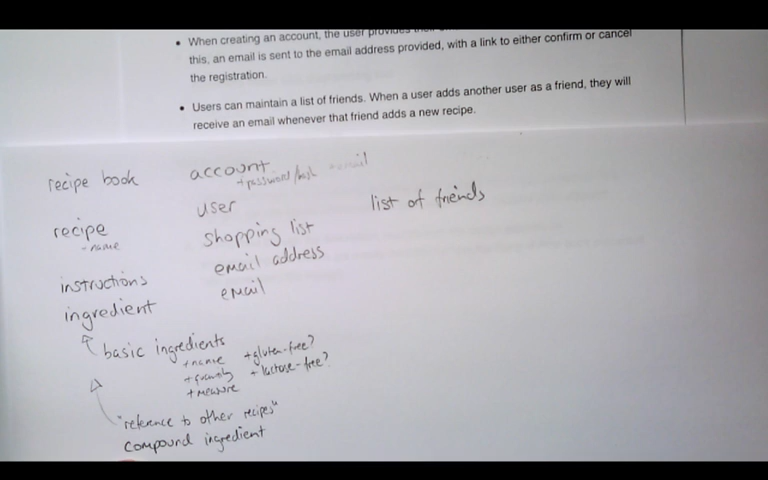 • When creating an account, the user provides their
this, an email is sent to the email address provided, with a link to either confirm or cancel
the registration.
• Users can maintain a list of friends. When a user adds another user as a friend, they will
receive an email whenever that friend adds a new recipe.
recipe book
account
+password/hash +email
user
list of friends
recipe
-name
shopping list
email address
instructions
email
ingredient
basic ingredients
+name +gluten-free?
+quantity +lactose-free?
+measure
"reference to other recipes"
compound ingredient